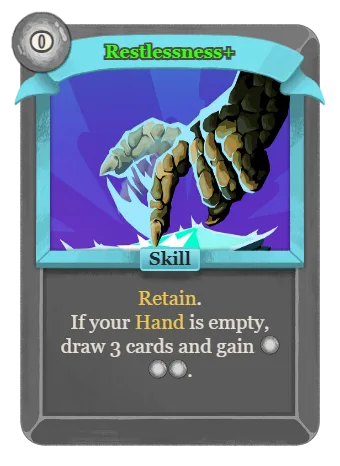 0
Restlessness+
Skill
Retain.
If your Hand is empty,
draw 3 cards and gain
.